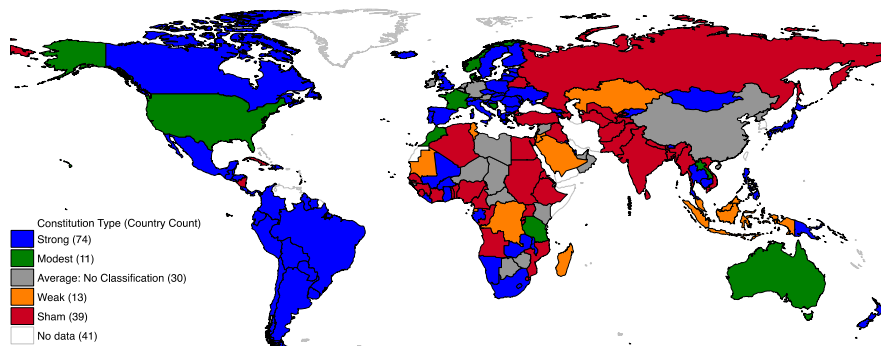 Constitution Type (Country Count)
Strong (74)
Modest (11)
Average: No Classification (30)
Weak (13)
Sham (39)
No data (41)